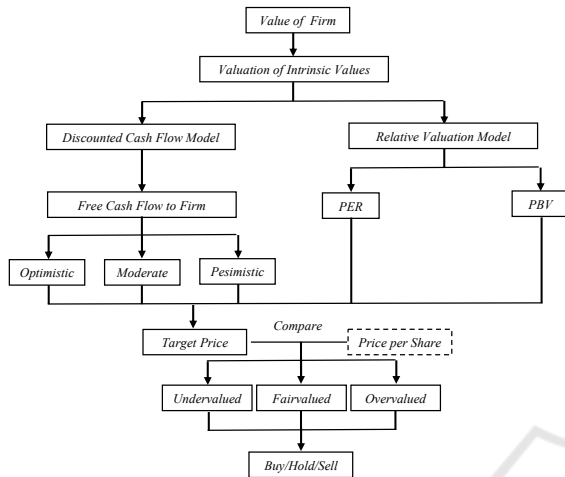 Value of Firm
Valuation of Intrinsic Values
Discounted Cash Flow Model
Relative Valuation Model
Free Cash Flow to Firm
PER
PBV
Optimistic
Moderate
Pesimistic
Compare
Target Price
Price per Share
Undervalued
Fairvalued
Overvalued
Buy/Hold/Sell